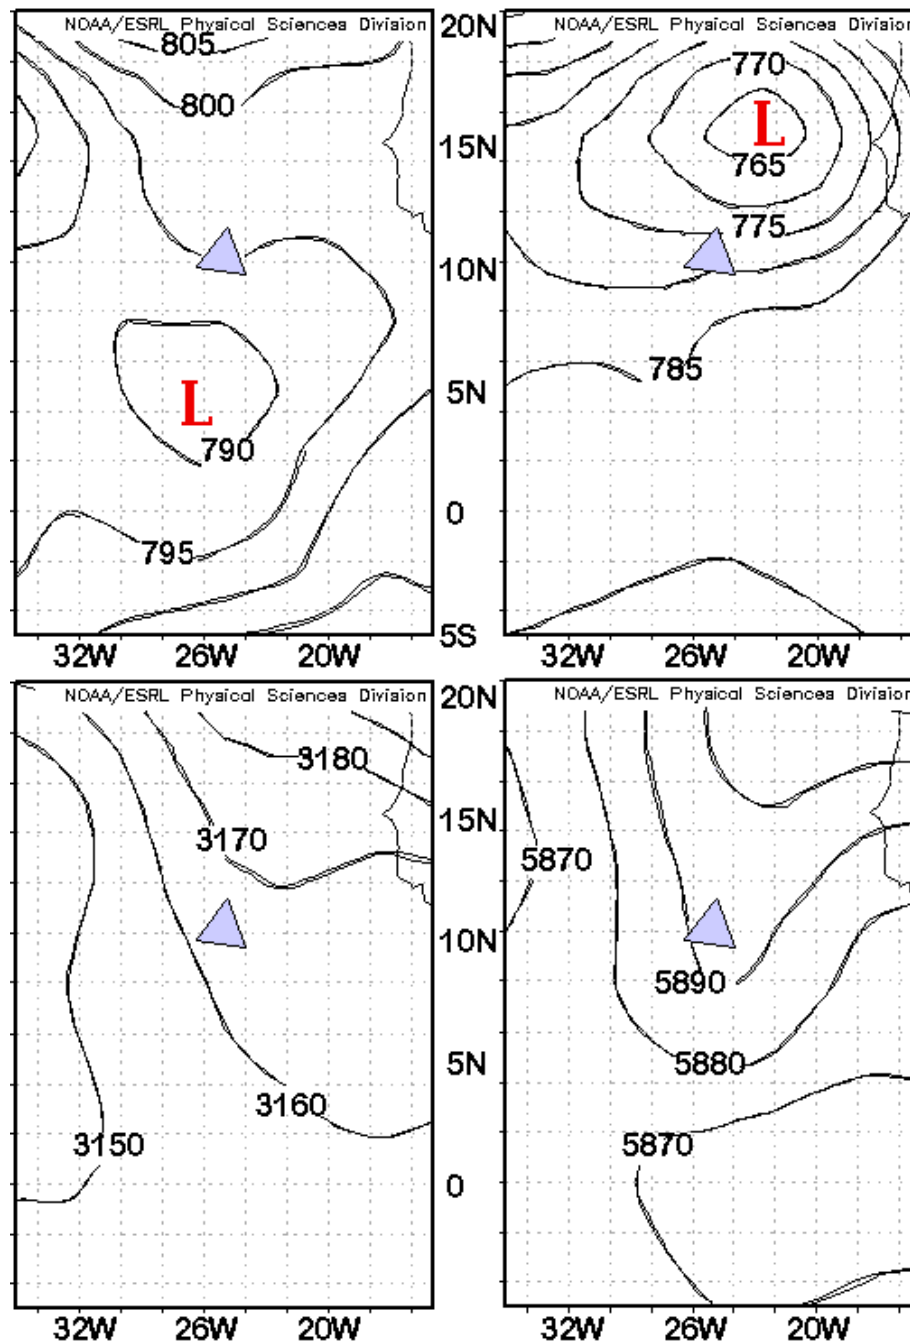 NOAA/ESRL Physical Sciences Division
805
800
L
790
795
32W 26W 20W
20N
15N
10N
5N
0
5S
NOAA/ESRL Physical Sciences Division
770
L
765
775
785
32W 26W 20W
NOAA/ESRL Physical Sciences Division
3180
3170
3160
3150
32W 26W 20W
20N
15N
10N
5N
0
NOAA/ESRL Physical Sciences Division
5870
5890
5880
5870
32W 26W 20W